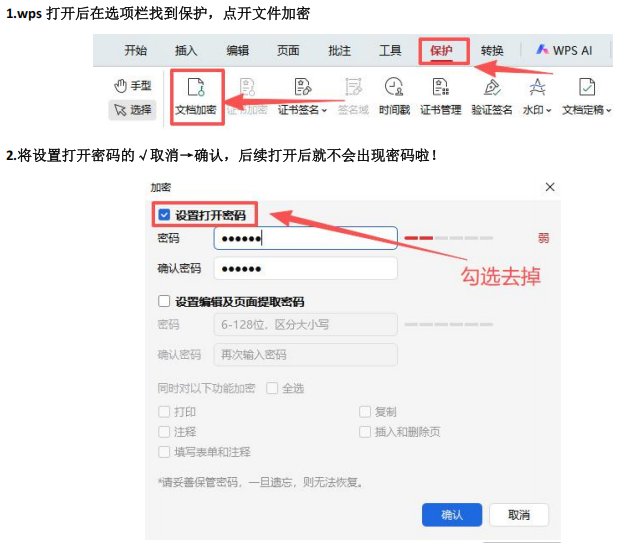 1.wps 打开后在选项栏找到保护，点开文件加密
开始 插入 编辑 页面 批注 工具 保护 转换 WPS AI
手型
选择
文档加密 证书加密 证书签名 签名域 时间戳 证书管理 验证签名 水印 文档定稿
2.将设置打开密码的 √ 取消→确认，后续打开后就不会出现密码啦！
加密
设置打开密码
密码 ●●●●●● 弱
确认密码 ●●●●●●
勾选去掉
设置编辑及页面提取密码
密码 6-128位，区分大小写
确认密码 再次输入密码
同时对以下功能加密 全选
打印 复制
注释 插入和删除页
填写表单和注释
*请妥善保管密码，一旦遗忘，则无法恢复。
确认 取消